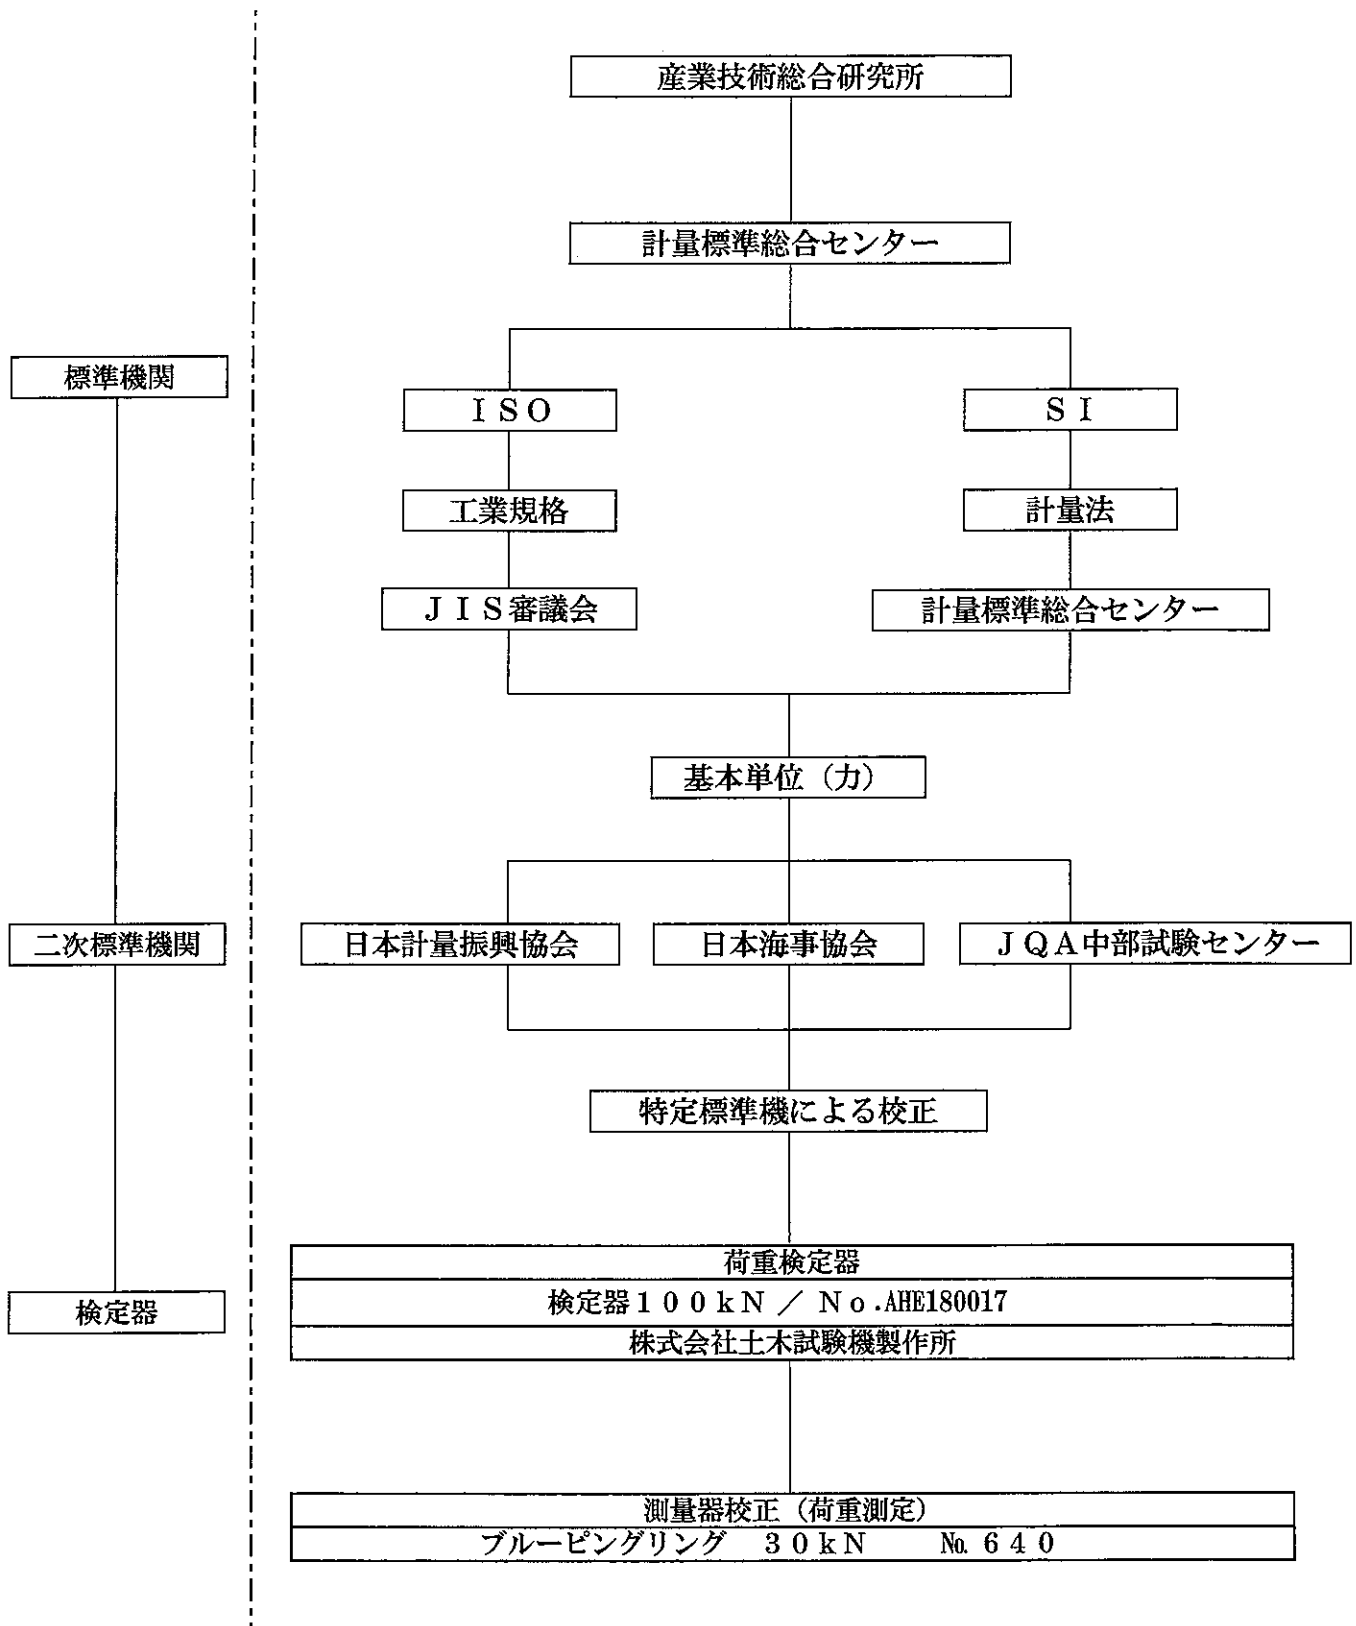 産業技術総合研究所
計量標準総合センター
標準機関
ＩＳＯ
ＳＩ
工業規格
計量法
ＪＩＳ審議会
計量標準総合センター
基本単位（力）
二次標準機関
日本計量振興協会
日本海事協会
ＪＱＡ中部試験センター
特定標準機による校正
荷重検定器
検定器１００ｋＮ ／ Ｎｏ.AHE180017
検定器
株式会社土木試験機製作所
測量器校正（荷重測定）
ブルーピングリング　３０ｋＮ　　№６４０